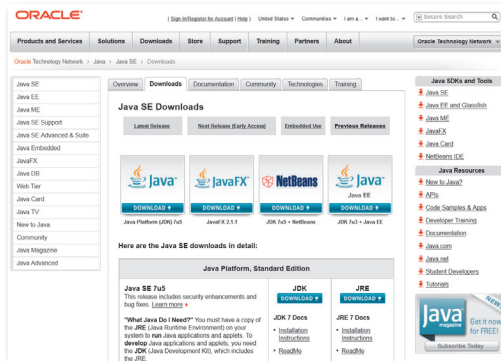 ORACLE
( Sign In/Register for Account | Help ) United States Communities I am a... I want to... Secure Search
Products and Services Solutions Downloads Store Support Training Partners About Oracle Technology Network
Oracle Technology Network > Java > Java SE > Downloads
Java SE
Java EE
Java ME
Java SE Support
Java SE Advanced & Suite
Java Embedded
JavaFX
Java DB
Web Tier
Java Card
Java TV
New to Java
Community
Java Magazine
Java Advanced
Overview Downloads Documentation Community Technologies Training
Java SE Downloads
Latest Release Next Release (Early Access) Embedded Use Previous Releases
Java JavaFX NetBeans Java
Java EE
DOWNLOAD DOWNLOAD DOWNLOAD DOWNLOAD
Java Platform (JDK) 7u5 JavaFX 2.1.1 JDK 7u5 + NetBeans JDK 7u3 + Java EE
Here are the Java SE downloads in detail:
Java Platform, Standard Edition
Java SE 7u5
This release includes security enhancements and
bug fixes. Learn more
"What Java Do I Need?" You must have a copy of
the JRE (Java Runtime Environment) on your
system to run Java applications and applets. To
develop Java applications and applets, you need
the JDK (Java Development Kit), which includes
the JRE.
JDK
DOWNLOAD
JDK 7 Docs
• Installation
Instructions
• ReadMe
JRE
DOWNLOAD
JRE 7 Docs
• Installation
Instructions
• ReadMe
Java SDKs and Tools
Java SE
Java EE and Glassfish
Java ME
JavaFX
Java Card
NetBeans IDE
Java Resources
New to Java?
APIs
Code Samples & Apps
Developer Training
Documentation
Java.com
Java.net
Student Developers
Tutorials
NEW
Java
magazine
Get it now
for FREE!
Subscribe Today